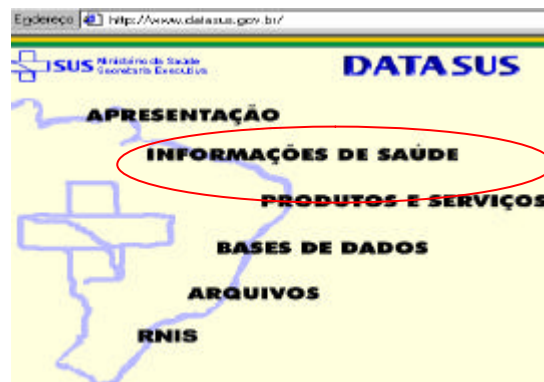 Endereço http://www.datasus.gov.br/
SUS Ministério da Saúde
Secretaria Executiva
DATASUS
APRESENTAÇÃO
INFORMAÇÕES DE SAÚDE
PRODUTOS E SERVIÇOS
BASES DE DADOS
ARQUIVOS
RNIS